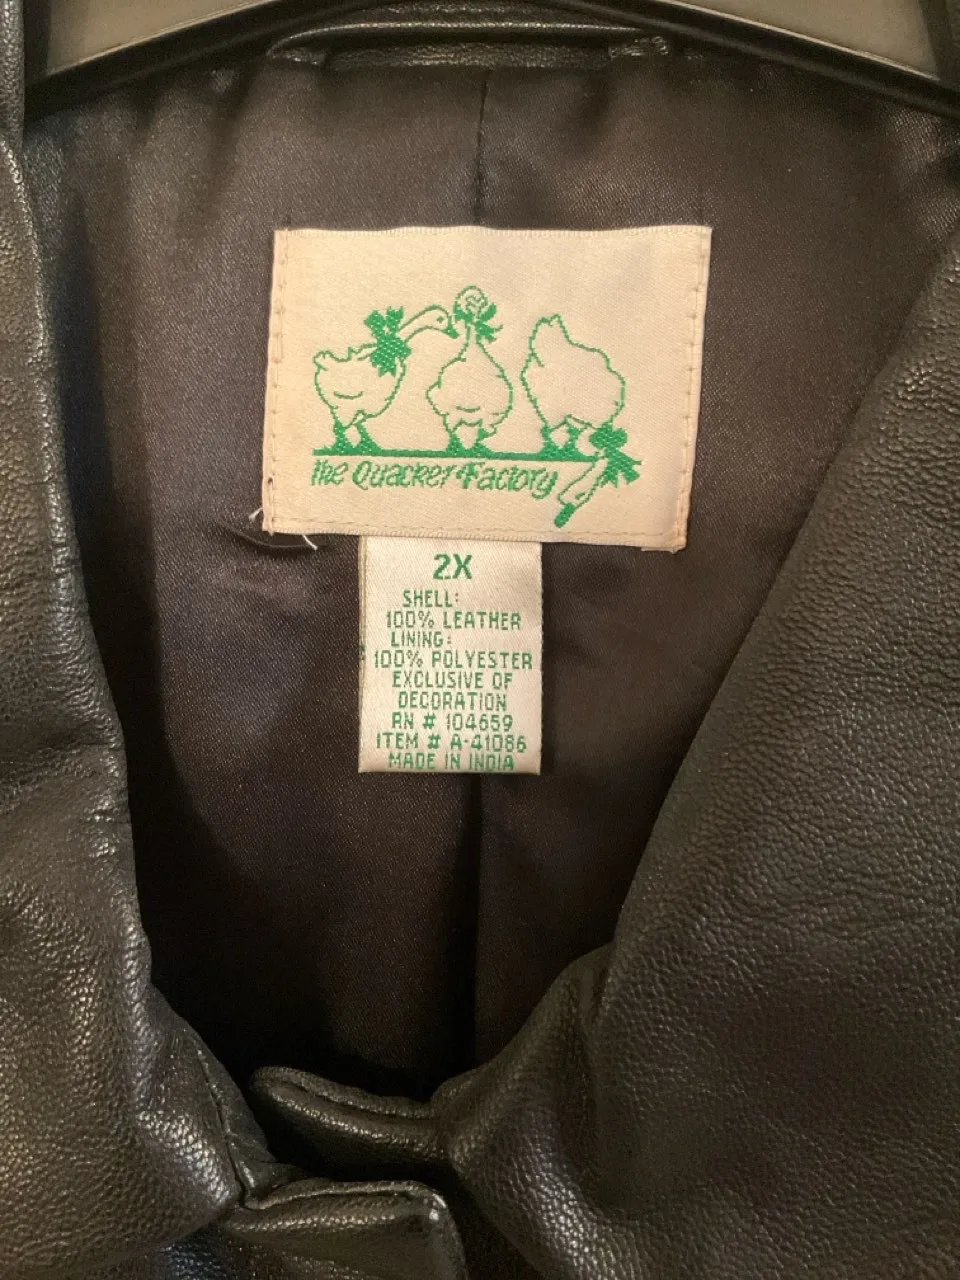 The Quacker Factory
2X
SHELL:
100% LEATHER
LINING:
100% POLYESTER
EXCLUSIVE OF
DECORATION
RN # 104659
ITEM # A-41086
MADE IN INDIA